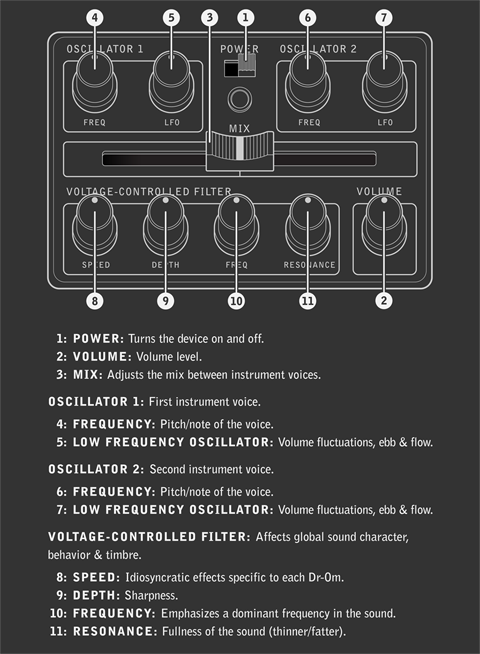 4 5 3 1 6 7
OSCILLATOR 1 POWER OSCILLATOR 2
FREQ LFO FREQ LFO
MIX
VOLTAGE-CONTROLLED FILTER VOLUME
SPEED DEPTH FREQ RESONANCE
8 9 10 11 2
1: POWER: Turns the device on and off.
2: VOLUME: Volume level.
3: MIX: Adjusts the mix between instrument voices.
OSCILLATOR 1: First instrument voice.
4: FREQUENCY: Pitch/note of the voice.
5: LOW FREQUENCY OSCILLATOR: Volume fluctuations, ebb & flow.
OSCILLATOR 2: Second instrument voice.
6: FREQUENCY: Pitch/note of the voice.
7: LOW FREQUENCY OSCILLATOR: Volume fluctuations, ebb & flow.
VOLTAGE-CONTROLLED FILTER: Affects global sound character,
behavior & timbre.
8: SPEED: Idiosyncratic effects specific to each Dr-Om.
9: DEPTH: Sharpness.
10: FREQUENCY: Emphasizes a dominant frequency in the sound.
11: RESONANCE: Fullness of the sound (thinner/fatter).